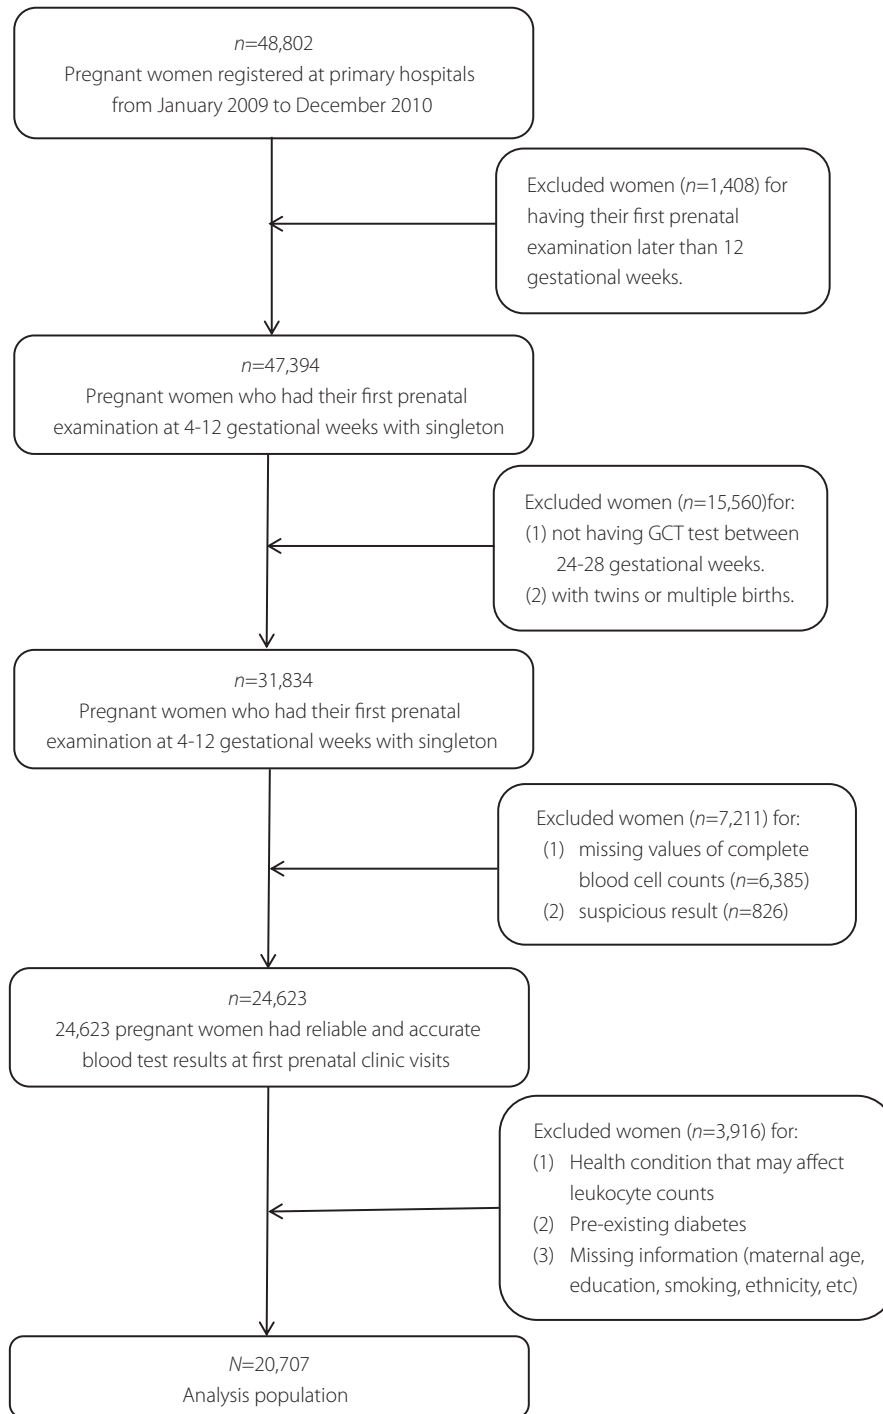 n=48,802
Pregnant women registered at primary hospitals
from January 2009 to December 2010
Excluded women (n=1,408) for
having their first prenatal
examination later than 12
gestational weeks.
n=47,394
Pregnant women who had their first prenatal
examination at 4-12 gestational weeks with singleton
Excluded women (n=15,560)for:
(1) not having GCT test between
24-28 gestational weeks.
(2) with twins or multiple births.
n=31,834
Pregnant women who had their first prenatal
examination at 4-12 gestational weeks with singleton
Excluded women (n=7,211) for:
(1) missing values of complete
blood cell counts (n=6,385)
(2) suspicious result (n=826)
n=24,623
24,623 pregnant women had reliable and accurate
blood test results at first prenatal clinic visits
Excluded women (n=3,916) for:
(1) Health condition that may affect
leukocyte counts
(2) Pre-existing diabetes
(3) Missing information (maternal age,
education, smoking, ethnicity, etc)
N=20,707
Analysis population